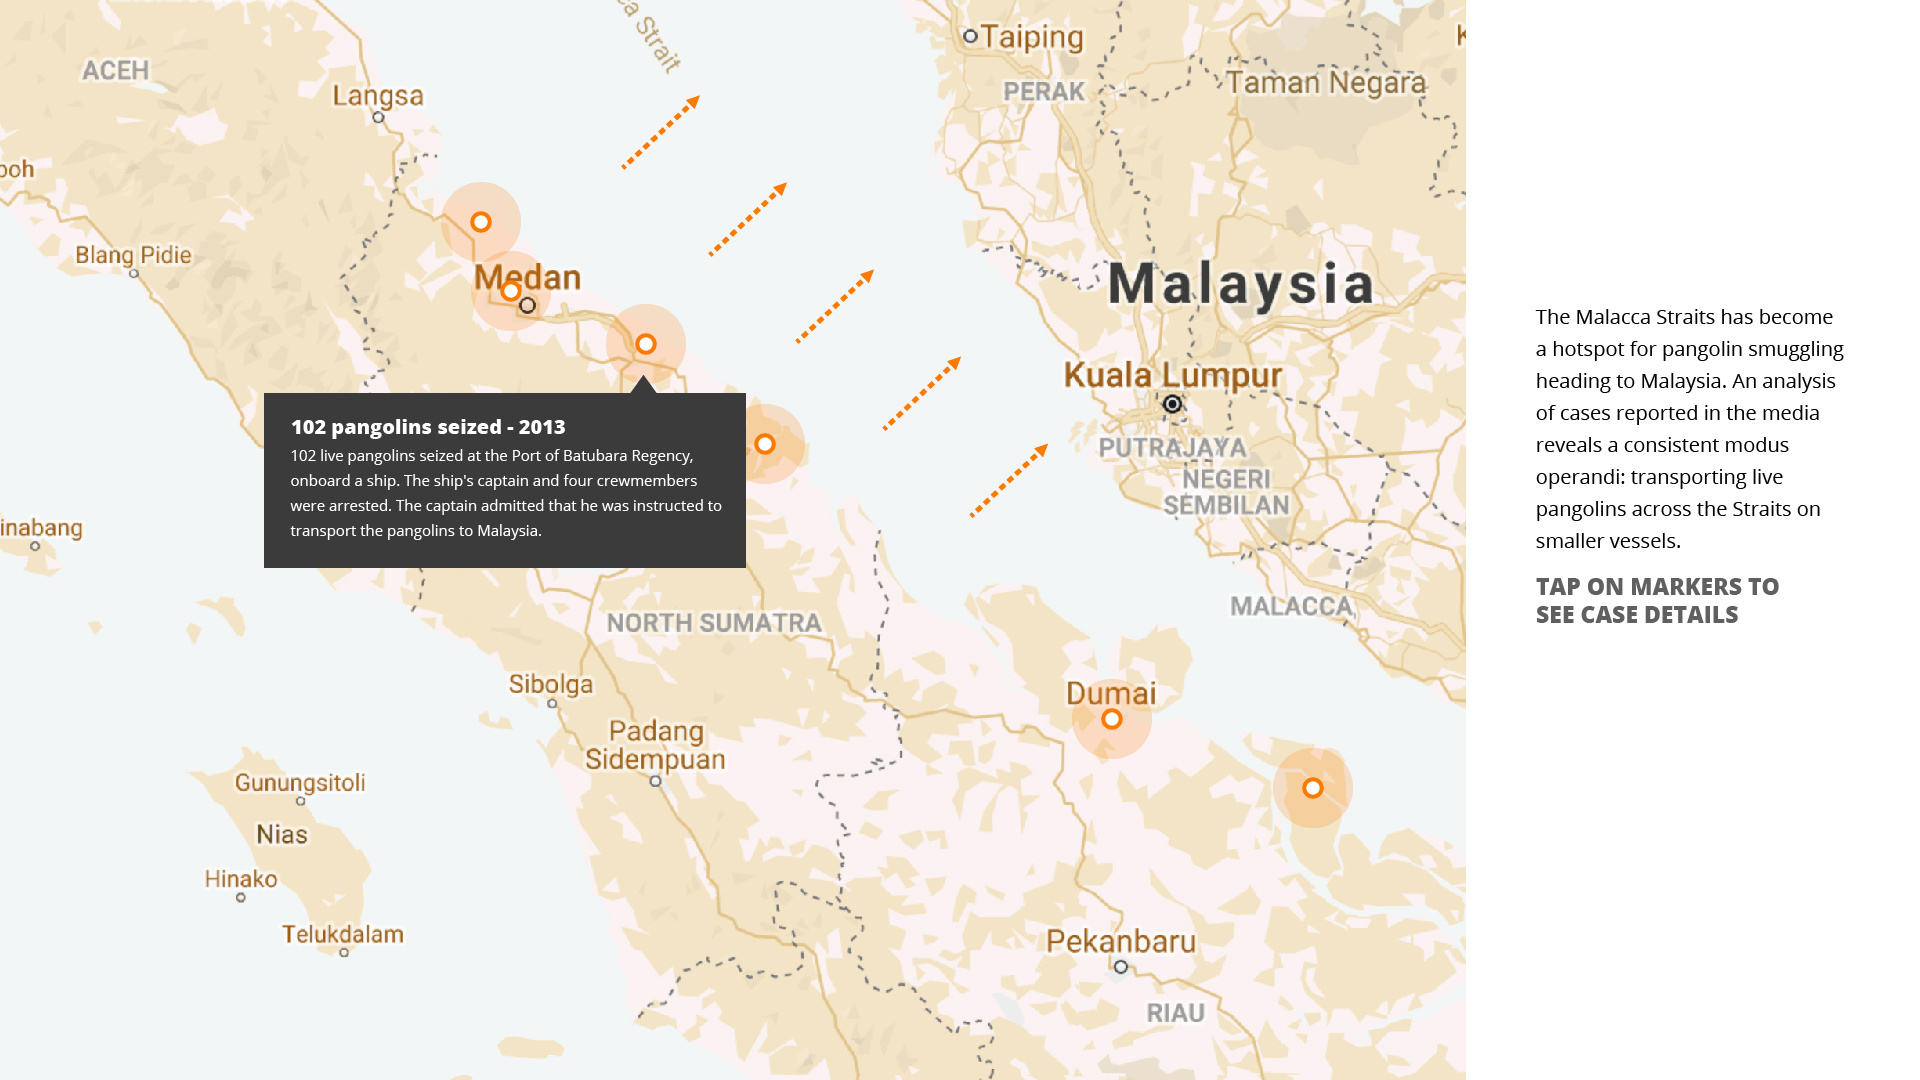 ca Strait
Taiping
ACEH
PERAK
Taman Negara
Langsa
oh
Blang Pidie
Medan
Malaysia
Kuala Lumpur
PUTRAJAYA
NEGERI
SEMBILAN
102 pangolins seized - 2013
102 live pangolins seized at the Port of Batubara Regency,
onboard a ship. The ship's captain and four crewmembers
were arrested. The captain admitted that he was instructed to
transport the pangolins to Malaysia.
inabang
MALACCA
NORTH SUMATRA
Sibolga
Dumai
Padang
Sidempuan
Gunungsitoli
Nias
Hinako
Telukdalam
Pekanbaru
RIAU
The Malacca Straits has become
a hotspot for pangolin smuggling
heading to Malaysia. An analysis
of cases reported in the media
reveals a consistent modus
operandi: transporting live
pangolins across the Straits on
smaller vessels.
TAP ON MARKERS TO
SEE CASE DETAILS